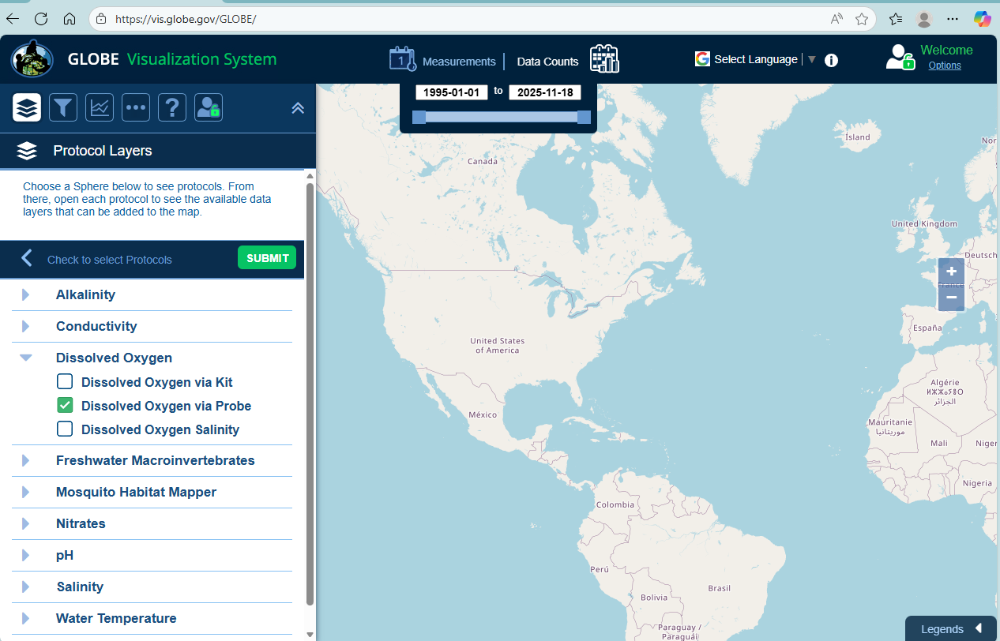 https://vis.globe.gov/GLOBE/
GLOBE Visualization System
1
Measurements
Data Counts
Select Language
Welcome
Options
1995-01-01 to 2025-11-18
Protocol Layers
Choose a Sphere below to see protocols. From
there, open each protocol to see the available data
layers that can be added to the map.
Check to select Protocols
SUBMIT
Alkalinity
Conductivity
Dissolved Oxygen
Dissolved Oxygen via Kit
Dissolved Oxygen via Probe
Dissolved Oxygen Salinity
Freshwater Macroinvertebrates
Mosquito Habitat Mapper
Nitrates
pH
Salinity
Water Temperature
Ísland
Nor
Canada
United Kingdom
Deutsch
+
France
−
United States
of America
España
Algérie
ⵍⵣⵣⴰⵢⴻⵔ
الجزائر
México
Mauritanie
موريتانيا
Mali
Niger
Nigeria
Colombia
Perú
Brasil
Bolivia
Paraguay /
Paraguái
Legends